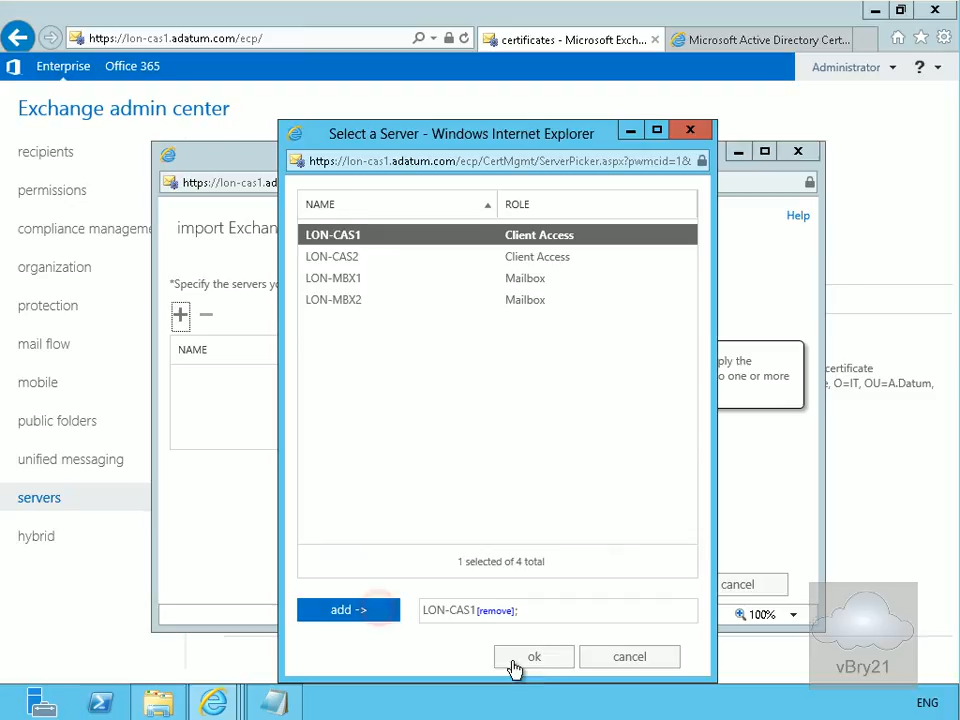 https://lon-cas1.adatum.com/ecp/
certificates - Microsoft Exch...
Microsoft Active Directory Cert...
Enterprise
Office 365
Administrator
?
Exchange admin center
recipients
permissions
compliance manageme
organization
protection
mail flow
mobile
public folders
unified messaging
servers
hybrid
https://lon-cas1.ad
Help
import Exchan
*Specify the servers yo
NAME
ply the
o one or more
certificate
, O=IT, OU=A.Datum,
cancel
100%
Select a Server - Windows Internet Explorer
https://lon-cas1.adatum.com/ecp/CertMgmt/ServerPicker.aspx?pwmcid=1&
NAME ROLE
LON-CAS1 Client Access
LON-CAS2 Client Access
LON-MBX1 Mailbox
LON-MBX2 Mailbox
1 selected of 4 total
add -> LON-CAS1[remove];
ok cancel
vBry21
ENG